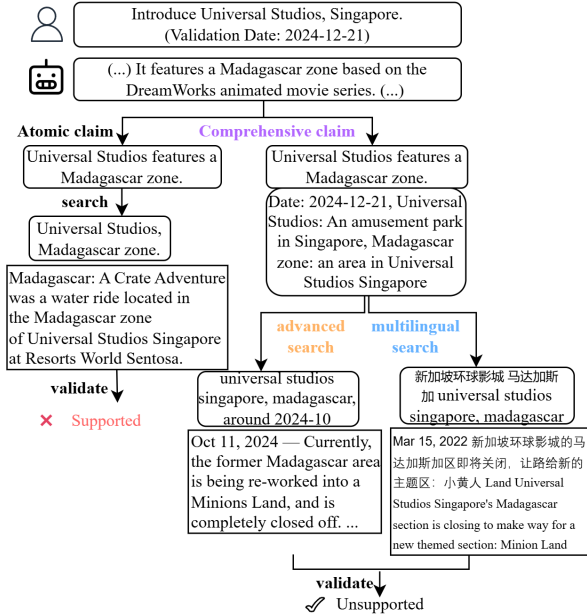 Introduce Universal Studios, Singapore.
(Validation Date: 2024-12-21)
(...) It features a Madagascar zone based on the
DreamWorks animated movie series. (...)
Atomic claim
Comprehensive claim
Universal Studios features a
Madagascar zone.
Universal Studios features a
Madagascar zone.
search
Date: 2024-12-21, Universal
Studios: An amusement park
in Singapore, Madagascar
zone: an area in Universal
Studios Singapore
Universal Studios,
Madagascar zone.
Madagascar: A Crate Adventure
was a water ride located in
the Madagascar zone
of Universal Studios Singapore
at Resorts World Sentosa.
validate
Supported
advanced
search
multilingual
search
universal studios
singapore, madagascar,
around 2024-10
新加坡环球影城 马达加斯
加 universal studios
singapore, madagascar
Oct 11, 2024 — Currently,
the former Madagascar area
is being re-worked into a
Minions Land, and is
completely closed off. ...
Mar 15, 2022 新加坡环球影城的马
达加斯加区即将关闭，让路给新的
主题区：小黄人 Land Universal
Studios Singapore's Madagascar
section is closing to make way for
a new themed section: Minion Land
validate
Unsupported